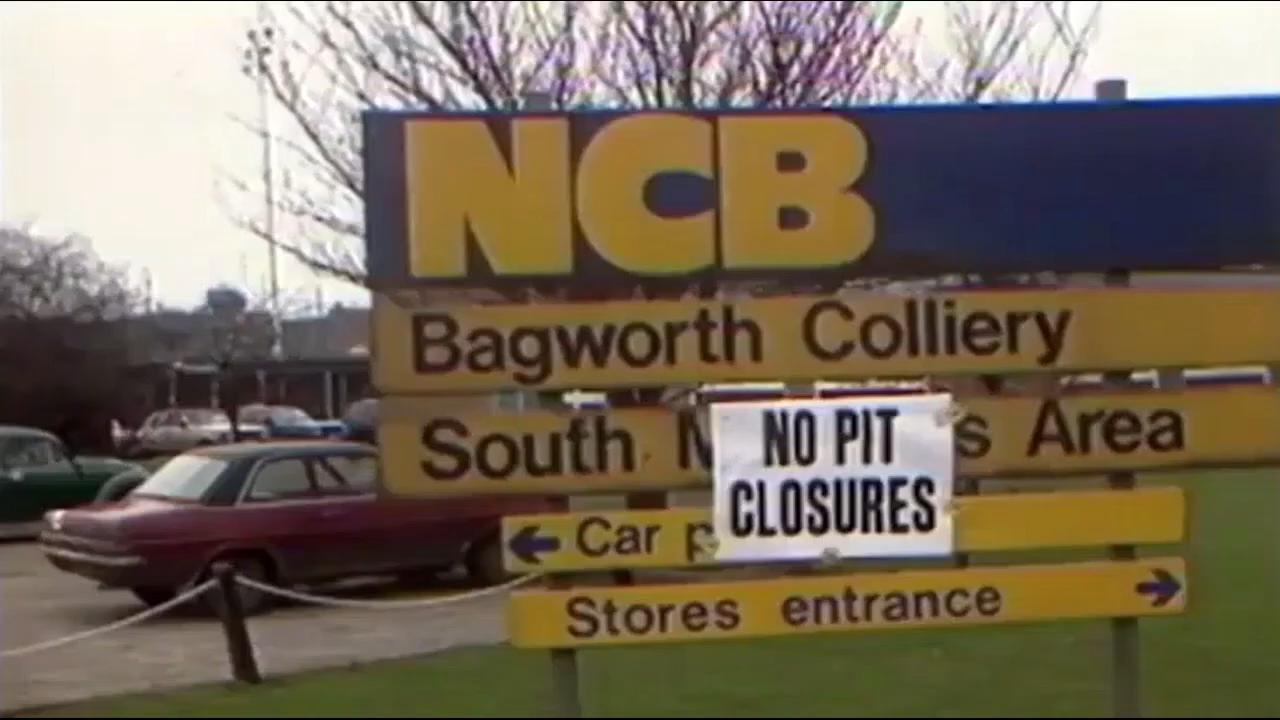 NCB
Bagworth Colliery
South M s Area
NO PIT
CLOSURES
Car p
Stores entrance